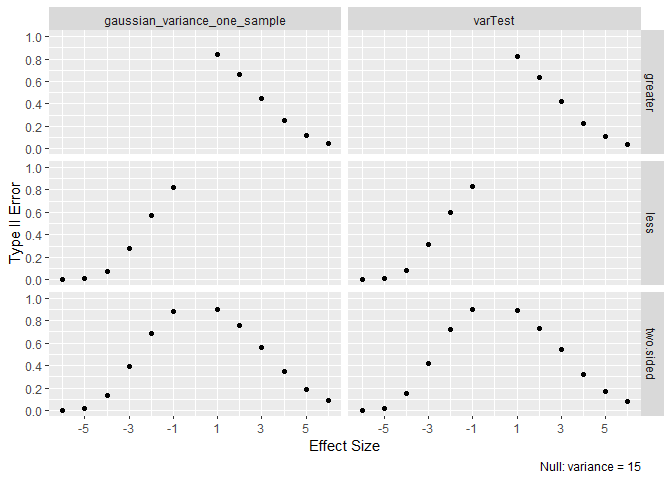 gaussian_variance_one_sample varTest
1.0
0.8
0.6
0.4
0.2
0.0
greater
1.0
0.8
0.6
0.4
0.2
0.0
less
1.0
0.8
0.6
0.4
0.2
0.0
two.sided
Type II Error
-5 -3 -1 1 3 5 -5 -3 -1 1 3 5
Effect Size
Null: variance = 15